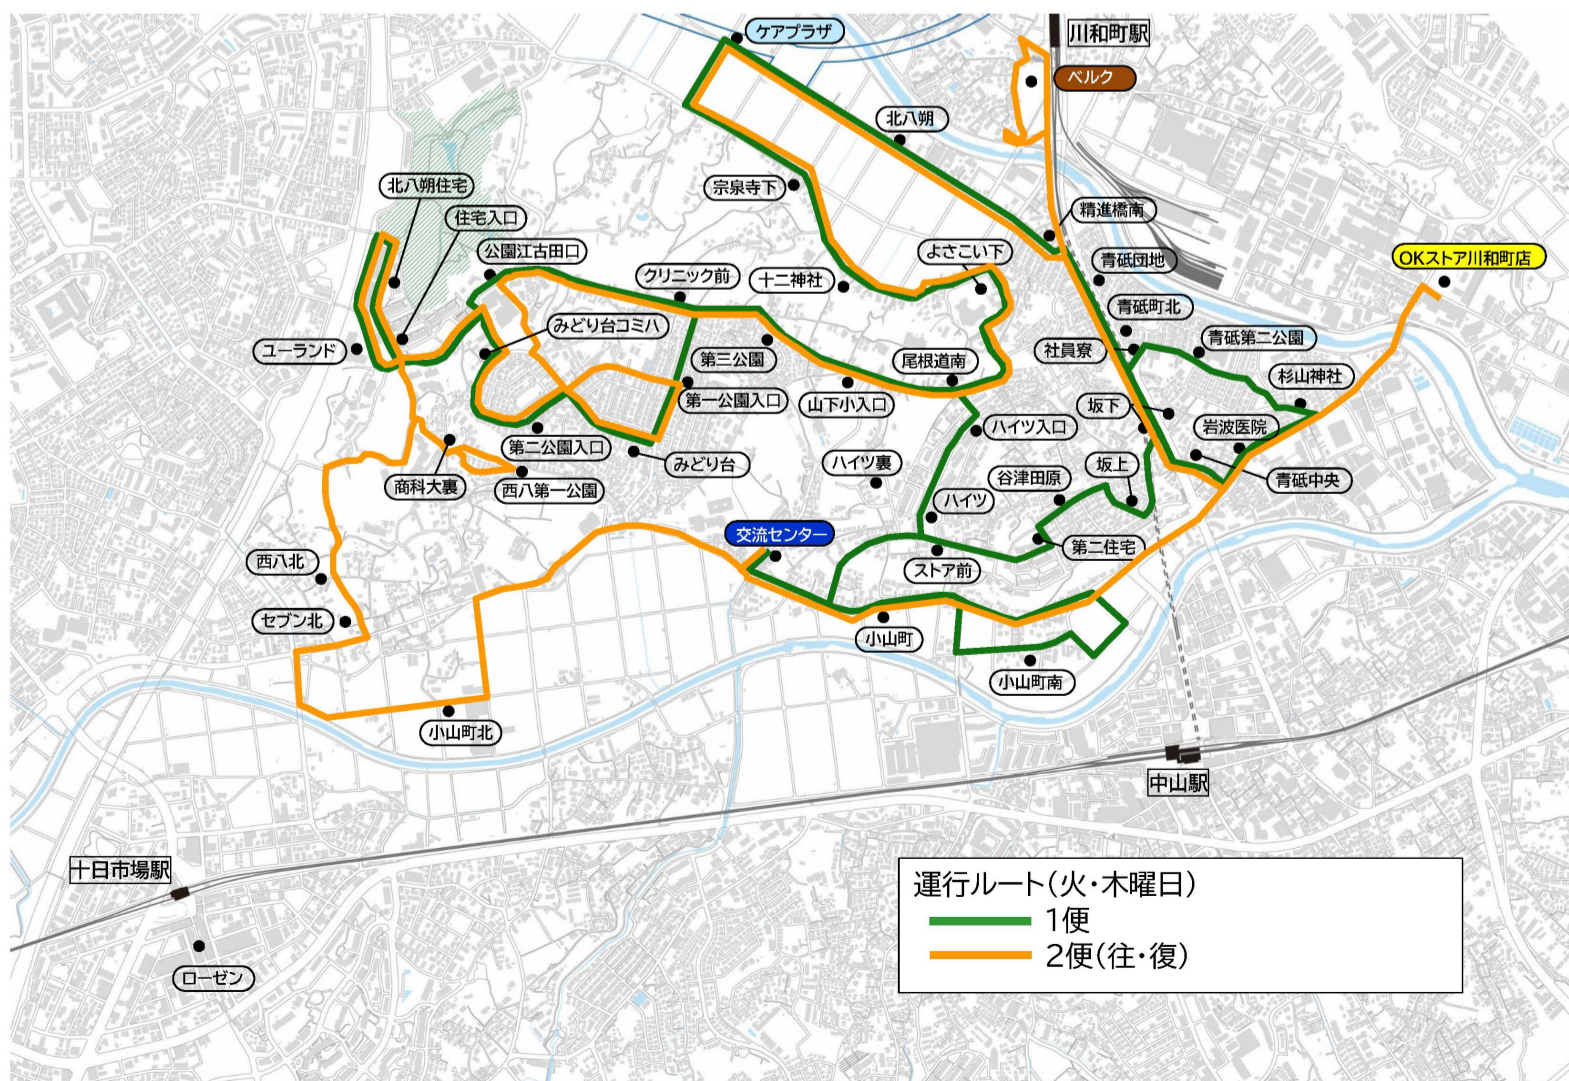 ケアプラザ
川和町駅
ベルク
北八朔
宗泉寺下
北八朔住宅
住宅入口
精進橋南
公園江古田口
クリニック前
十二神社
よさこい下
青砥団地
OKストア川和町店
青砥町北
みどり台コミハ
青砥第二公園
ユーランド
第三公園
尾根道南
社員寮
杉山神社
第一公園入口
山下小入口
坂下
ハイツ入口
岩波医院
第二公園入口
みどり台
ハイツ裏
坂上
谷津田原
青砥中央
商科大裏
西八第一公園
ハイツ
交流センター
第二住宅
西八北
ストア前
セブン北
小山町
小山町南
小山町北
中山駅
十日市場駅
ローゼン
運行ルート(火・木曜日)
1便
2便(往・復)